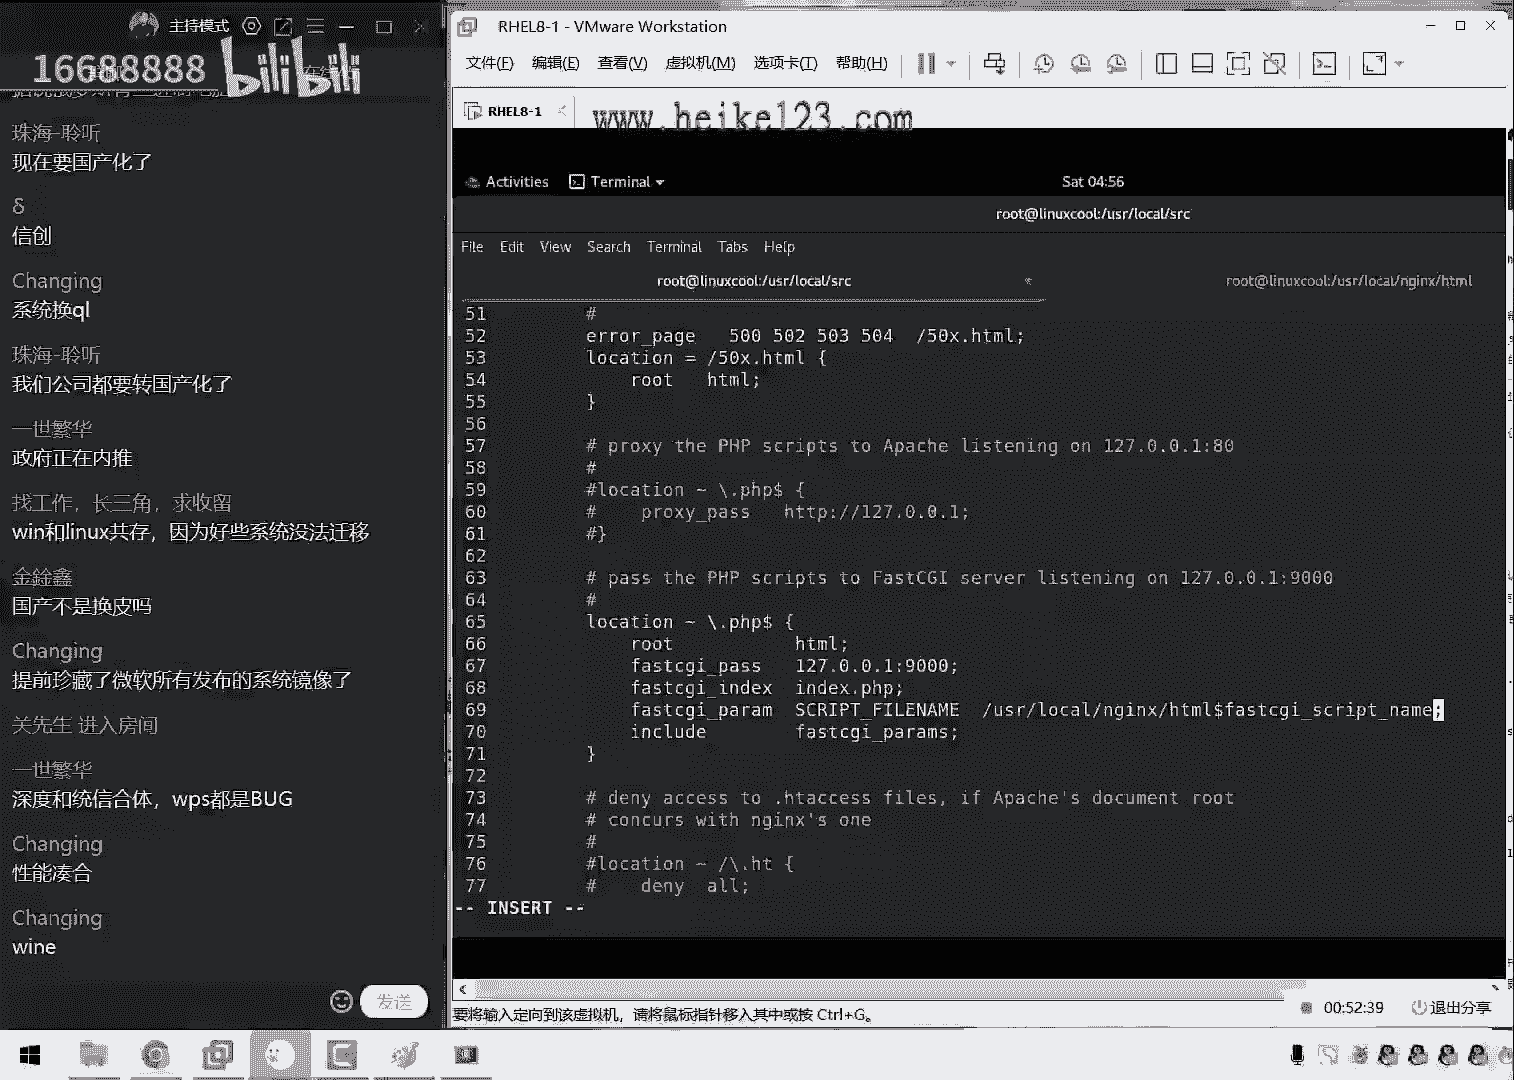 主持模式
16688888 bilibili
珠海-聆听
现在要国产化了
δ
信创
Changing
系统换ql
珠海-聆听
我们公司都要转国产化了
一世繁华
政府正在内推
找工作，长三角，求收留
win和linux共存，因为好些系统没法迁移
金銓鑫
国产不是换皮吗
Changing
提前珍藏了微软所有发布的系统镜像了
关先生 进入房间
一世繁华
深度和统信合体，wps都是BUG
Changing
性能凑合
Changing
wine
发送
RHEL8-1 - VMware Workstation
文件(F) 编辑(E) 查看(V) 虚拟机(M) 选项卡(T) 帮助(H)
RHEL8-1
www.heike123.com
Activities Terminal Sat 04:56
root@linuxcool:/usr/local/src
File Edit View Search Terminal Tabs Help
root@linuxcool:/usr/local/src root@linuxcool:/usr/local/nginx/html
51 #
52 error_page 500 502 503 504 /50x.html;
53 location = /50x.html {
54 root html;
55 }
56
57 # proxy the PHP scripts to Apache listening on 127.0.0.1:80
58 #
59 #location ~ \.php$ {
60 # proxy_pass http://127.0.0.1;
61 #}
62
63 # pass the PHP scripts to FastCGI server listening on 127.0.0.1:9000
64 #
65 location ~ \.php$ {
66 root html;
67 fastcgi_pass 127.0.0.1:9000;
68 fastcgi_index index.php;
69 fastcgi_param SCRIPT_FILENAME /usr/local/nginx/html$fastcgi_script_name;
70 include fastcgi_params;
71 }
72
73 # deny access to .htaccess files, if Apache's document root
74 # concurs with nginx's one
75 #
76 #location ~ /\.ht {
77 # deny all;
-- INSERT --
要将输入定向到该虚拟机，请将鼠标指针移入其中或按 Ctrl+G。
00:52:39 退出分享